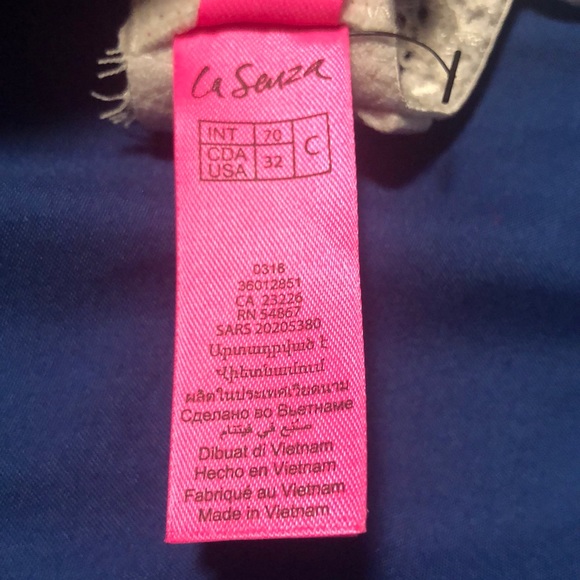 La Senza
INT 70 C
CDA USA 32
0316
36012851
CA 23226
RN 54867
SARS 20205380
Արտադրված է
Վիետնամում
ผลิตในประเทศเวียดนาม
Сделано во Вьетнаме
صنيع في فيتنام
Dibuat di Vietnam
Hecho en Vietnam
Fabriqué au Vietnam
Made in Vietnam